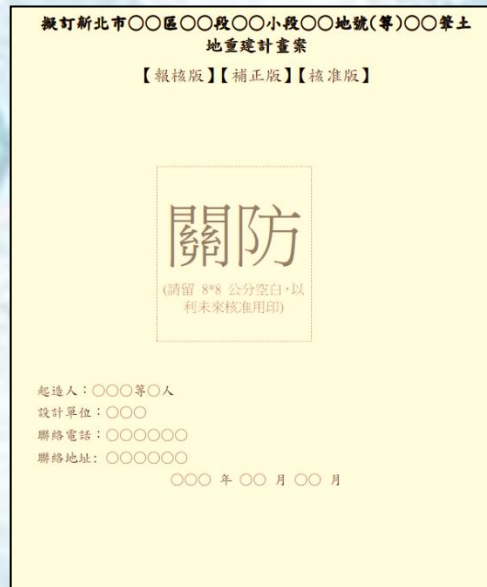 擬訂新北市○○區○○段○○小段○○地號(等)○○筆土
地重建計畫案
【報核版】【補正版】【核准版】
關防
(請留 8*8 公分空白，以
利未來核准用印)
起造人：○○○等○人
設計單位：○○○
聯絡電話：○○○○○○
聯絡地址: ○○○○○○
○○○ 年 ○○ 月 ○○ 月